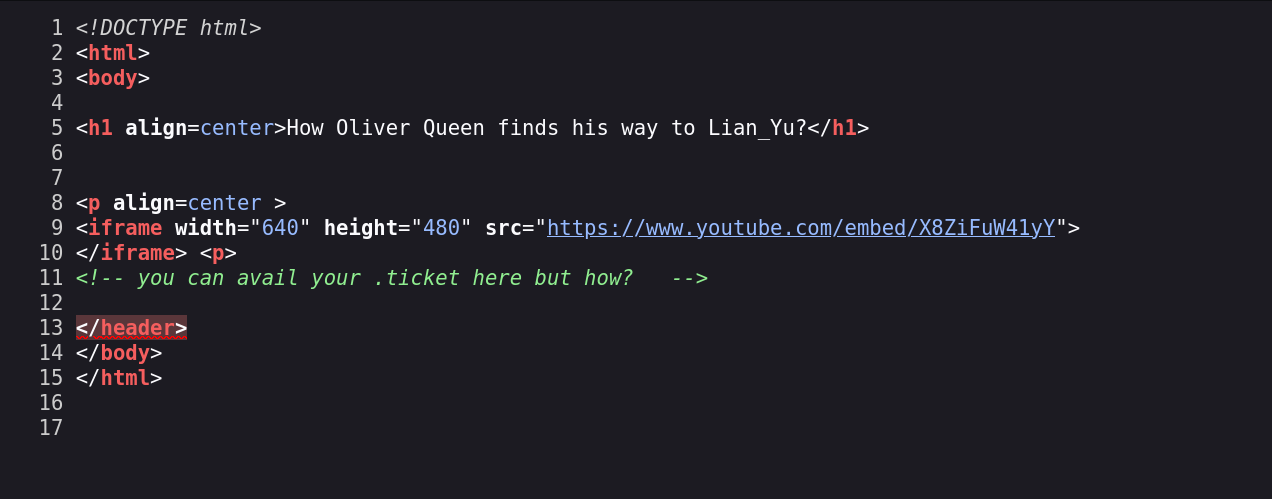 1 <!DOCTYPE html>
2 <html>
3 <body>
4
5 <h1 align=center>How Oliver Queen finds his way to Lian_Yu?</h1>
6
7
8 <p align=center >
9 <iframe width="640" height="480" src="https://www.youtube.com/embed/X8ZiFuW41yY">
10 </iframe> <p>
11 <!-- you can avail your .ticket here but how?   -->
12
13 </header>
14 </body>
15 </html>
16
17